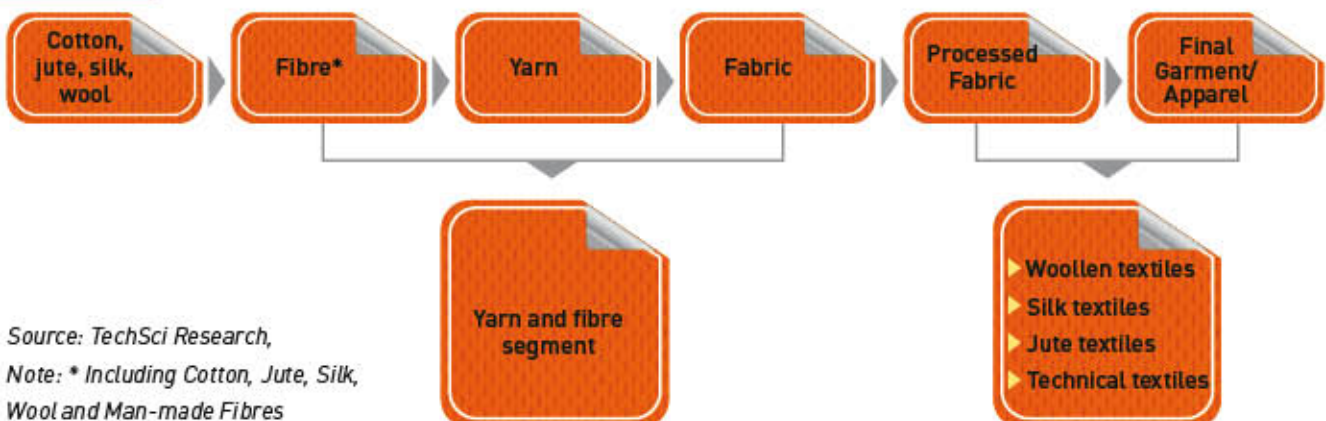 Cotton,
jute, silk,
wool
Fibre*
Yarn
Fabric
Processed
Fabric
Final
Garment/
Apparel
Yarn and fibre
segment
Woollen textiles
Silk textiles
Jute textiles
Technical textiles
Source: TechSci Research,
Note: * Including Cotton, Jute, Silk,
Wool and Man-made Fibres